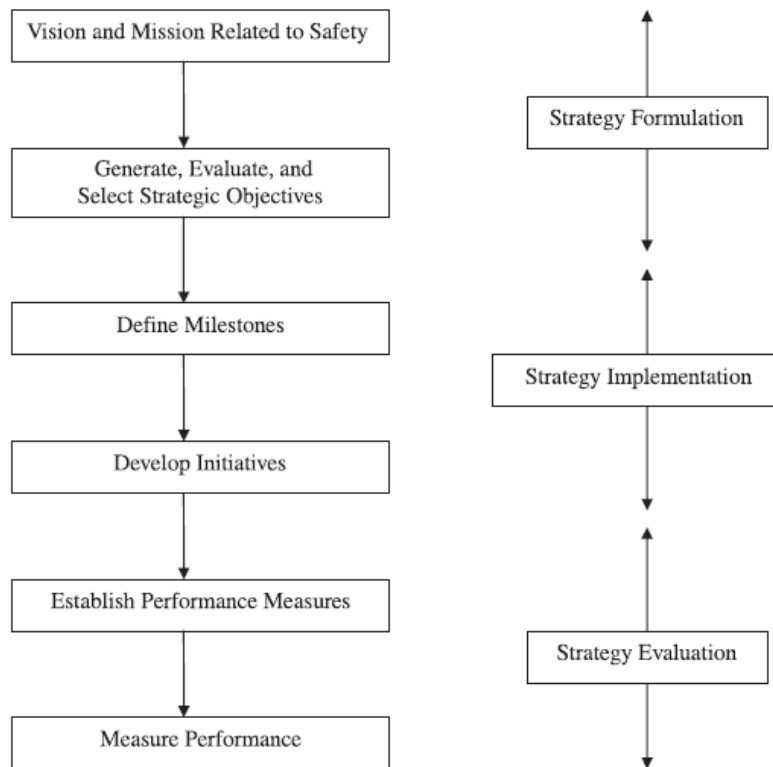 Vision and Mission Related to Safety
Strategy Formulation
Generate, Evaluate, and
Select Strategic Objectives
Define Milestones
Strategy Implementation
Develop Initiatives
Establish Performance Measures
Strategy Evaluation
Measure Performance